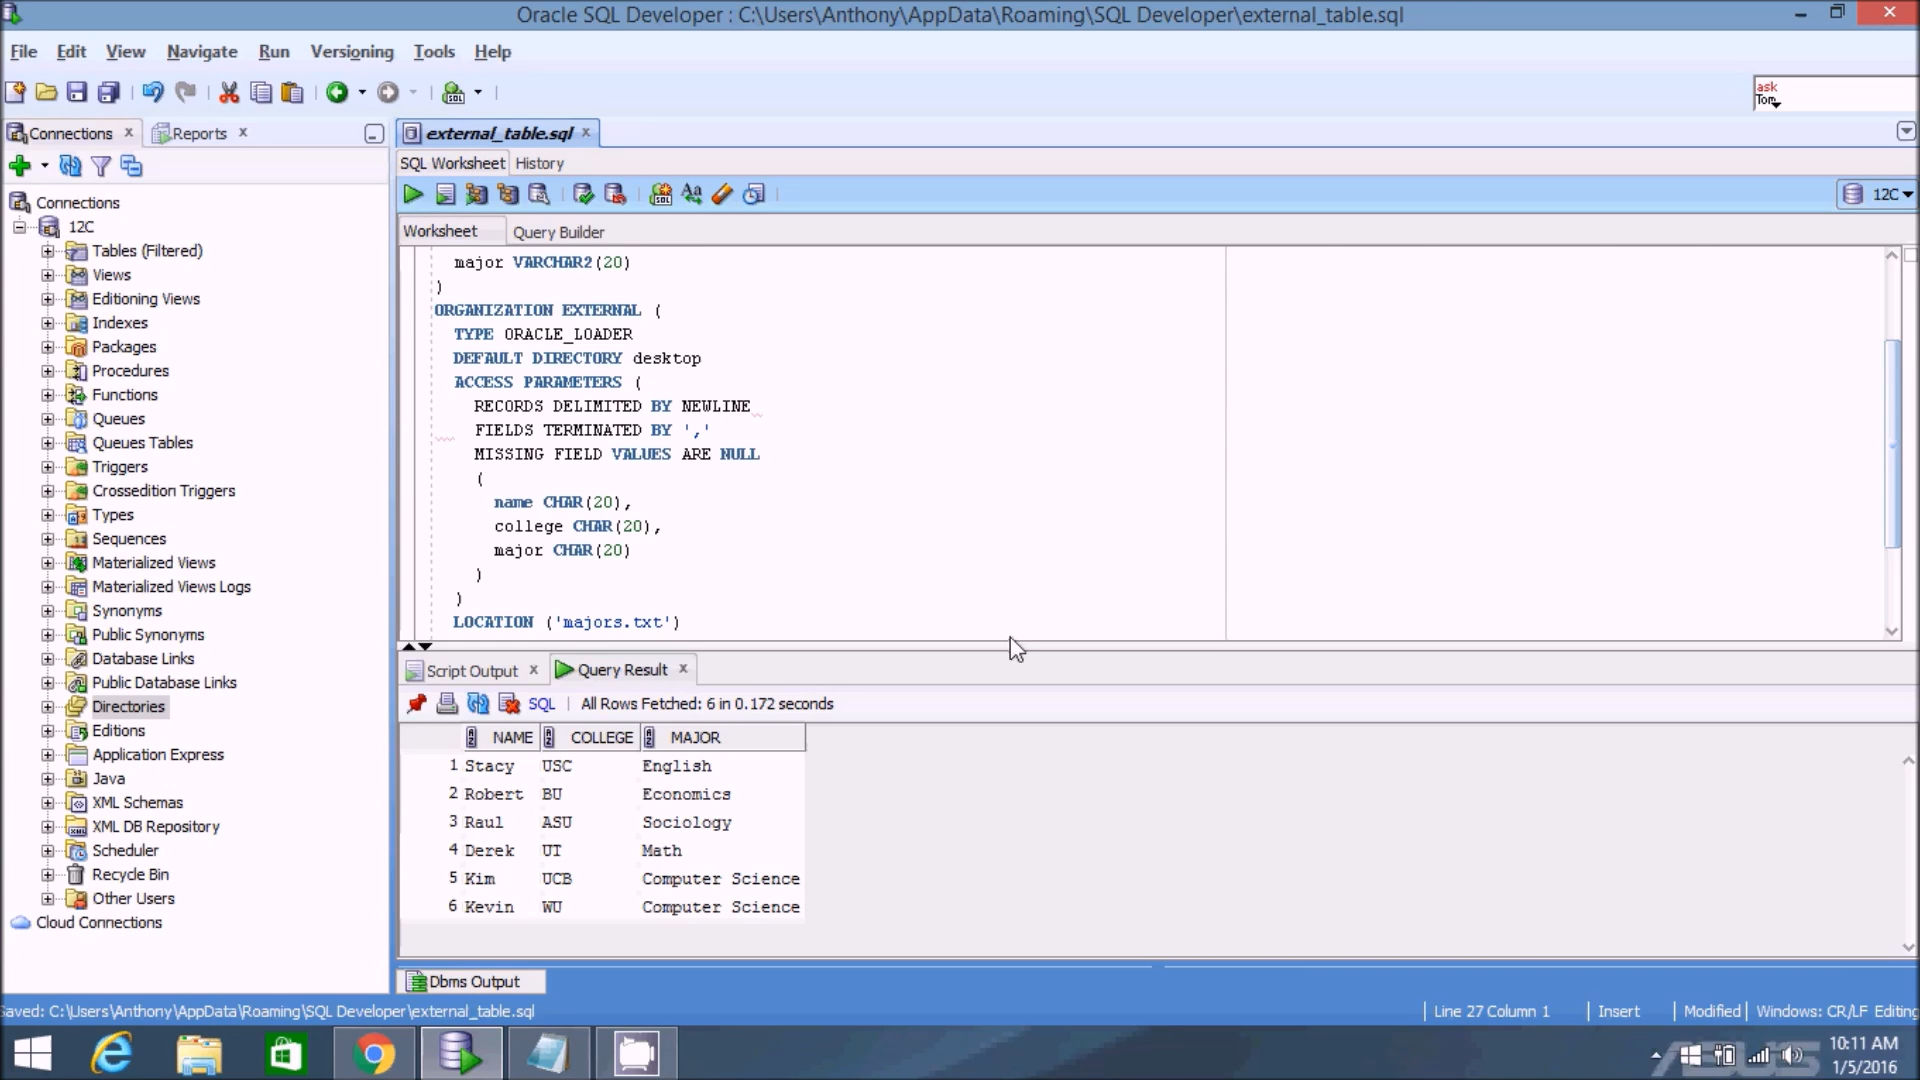 Oracle SQL Developer : C:\Users\Anthony\AppData\Roaming\SQL Developer\external_table.sql
File Edit View Navigate Run Versioning Tools Help
ask
Tom
Connections Reports
external_table.sql
SQL Worksheet History
12C
Worksheet Query Builder
Connections
12C
Tables (Filtered)
Views
Editioning Views
Indexes
Packages
Procedures
Functions
Queues
Queues Tables
Triggers
Crossedition Triggers
Types
Sequences
Materialized Views
Materialized Views Logs
Synonyms
Public Synonyms
Database Links
Public Database Links
Directories
Editions
Application Express
Java
XML Schemas
XML DB Repository
Scheduler
Recycle Bin
Other Users
Cloud Connections
major VARCHAR2(20)
)
ORGANIZATION EXTERNAL (
TYPE ORACLE_LOADER
DEFAULT DIRECTORY desktop
ACCESS PARAMETERS (
RECORDS DELIMITED BY NEWLINE
FIELDS TERMINATED BY ','
MISSING FIELD VALUES ARE NULL
(
name CHAR(20),
college CHAR(20),
major CHAR(20)
)
)
LOCATION ('majors.txt')
Script Output Query Result
SQL All Rows Fetched: 6 in 0.172 seconds
NAME COLLEGE MAJOR
1 Stacy USC English
2 Robert BU Economics
3 Raul ASU Sociology
4 Derek UT Math
5 Kim UCB Computer Science
6 Kevin WU Computer Science
Dbms Output
Saved: C:\Users\Anthony\AppData\Roaming\SQL Developer\external_table.sql
Line 27 Column 1 Insert Modified Windows: CR/LF Editing
ASUS
10:11 AM
1/5/2016